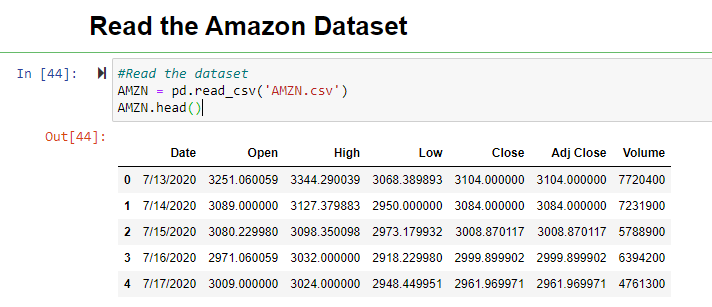 Read the Amazon Dataset
In [44]: #Read the dataset
AMZN = pd.read_csv('AMZN.csv')
AMZN.head()
Out[44]:
Date Open High Low Close Adj Close Volume
0 7/13/2020 3251.060059 3344.290039 3068.389893 3104.000000 3104.000000 7720400
1 7/14/2020 3089.000000 3127.379883 2950.000000 3084.000000 3084.000000 7231900
2 7/15/2020 3080.229980 3098.350098 2973.179932 3008.870117 3008.870117 5788900
3 7/16/2020 2971.060059 3032.000000 2918.229980 2999.899902 2999.899902 6394200
4 7/17/2020 3009.000000 3024.000000 2948.449951 2961.969971 2961.969971 4761300